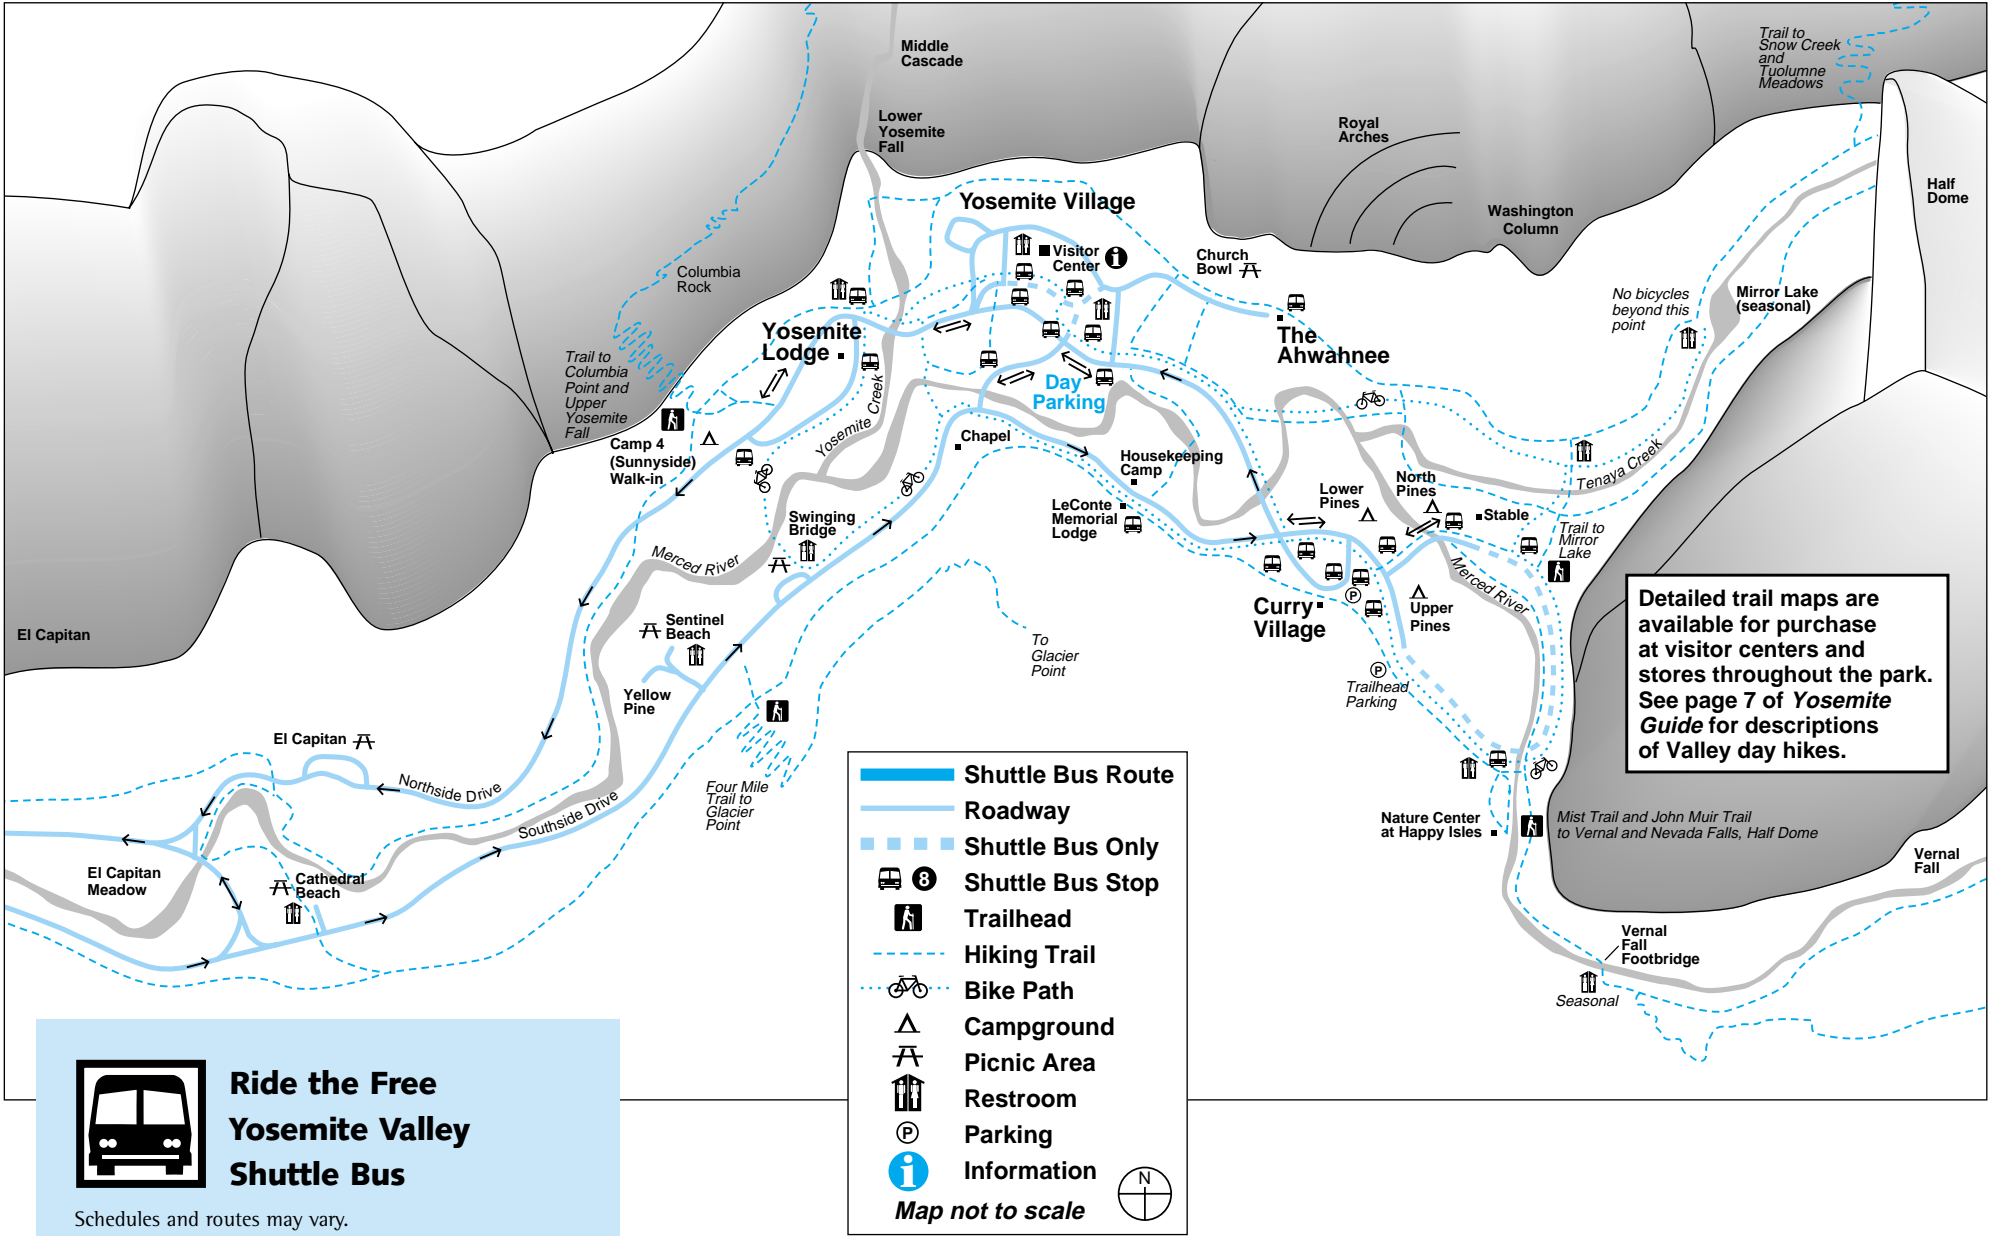 Middle
Cascade
Lower
Yosemite
Fall
Royal
Arches
Washington
Column
Trail to
Snow Creek
and
Tuolumne
Meadows
Half
Dome
Yosemite Village
Visitor
Center
i
Church
Bowl
Columbia
Rock
No bicycles
beyond this
point
Mirror Lake
(seasonal)
Yosemite
Lodge
The
Ahwahnee
Trail to
Columbia
Point and
Upper
Yosemite
Fall
Day
Parking
Yosemite Creek
Camp 4
(Sunnyside)
Walk-in
Chapel
Housekeeping
Camp
LeConte
Memorial
Lodge
Lower
Pines
North
Pines
Stable
Tenaya Creek
Trail to
Mirror
Lake
Swinging
Bridge
Merced River
Merced River
El Capitan
Sentinel
Beach
Yellow
Pine
To
Glacier
Point
Curry
Village
P
Upper
Pines
P
Trailhead
Parking
Detailed trail maps are
available for purchase
at visitor centers and
stores throughout the park.
See page 7 of Yosemite
Guide for descriptions
of Valley day hikes.
El Capitan
Northside Drive
Southside Drive
Four Mile
Trail to
Glacier
Point
El Capitan
Meadow
Cathedral
Beach
Nature Center
at Happy Isles
Mist Trail and John Muir Trail
to Vernal and Nevada Falls, Half Dome
Vernal
Fall
Vernal
Fall
Footbridge
Seasonal
Shuttle Bus Route
Roadway
Shuttle Bus Only
8 Shuttle Bus Stop
Trailhead
Hiking Trail
Bike Path
Campground
Picnic Area
Restroom
P Parking
i Information
N
Map not to scale
Ride the Free
Yosemite Valley
Shuttle Bus
Schedules and routes may vary.